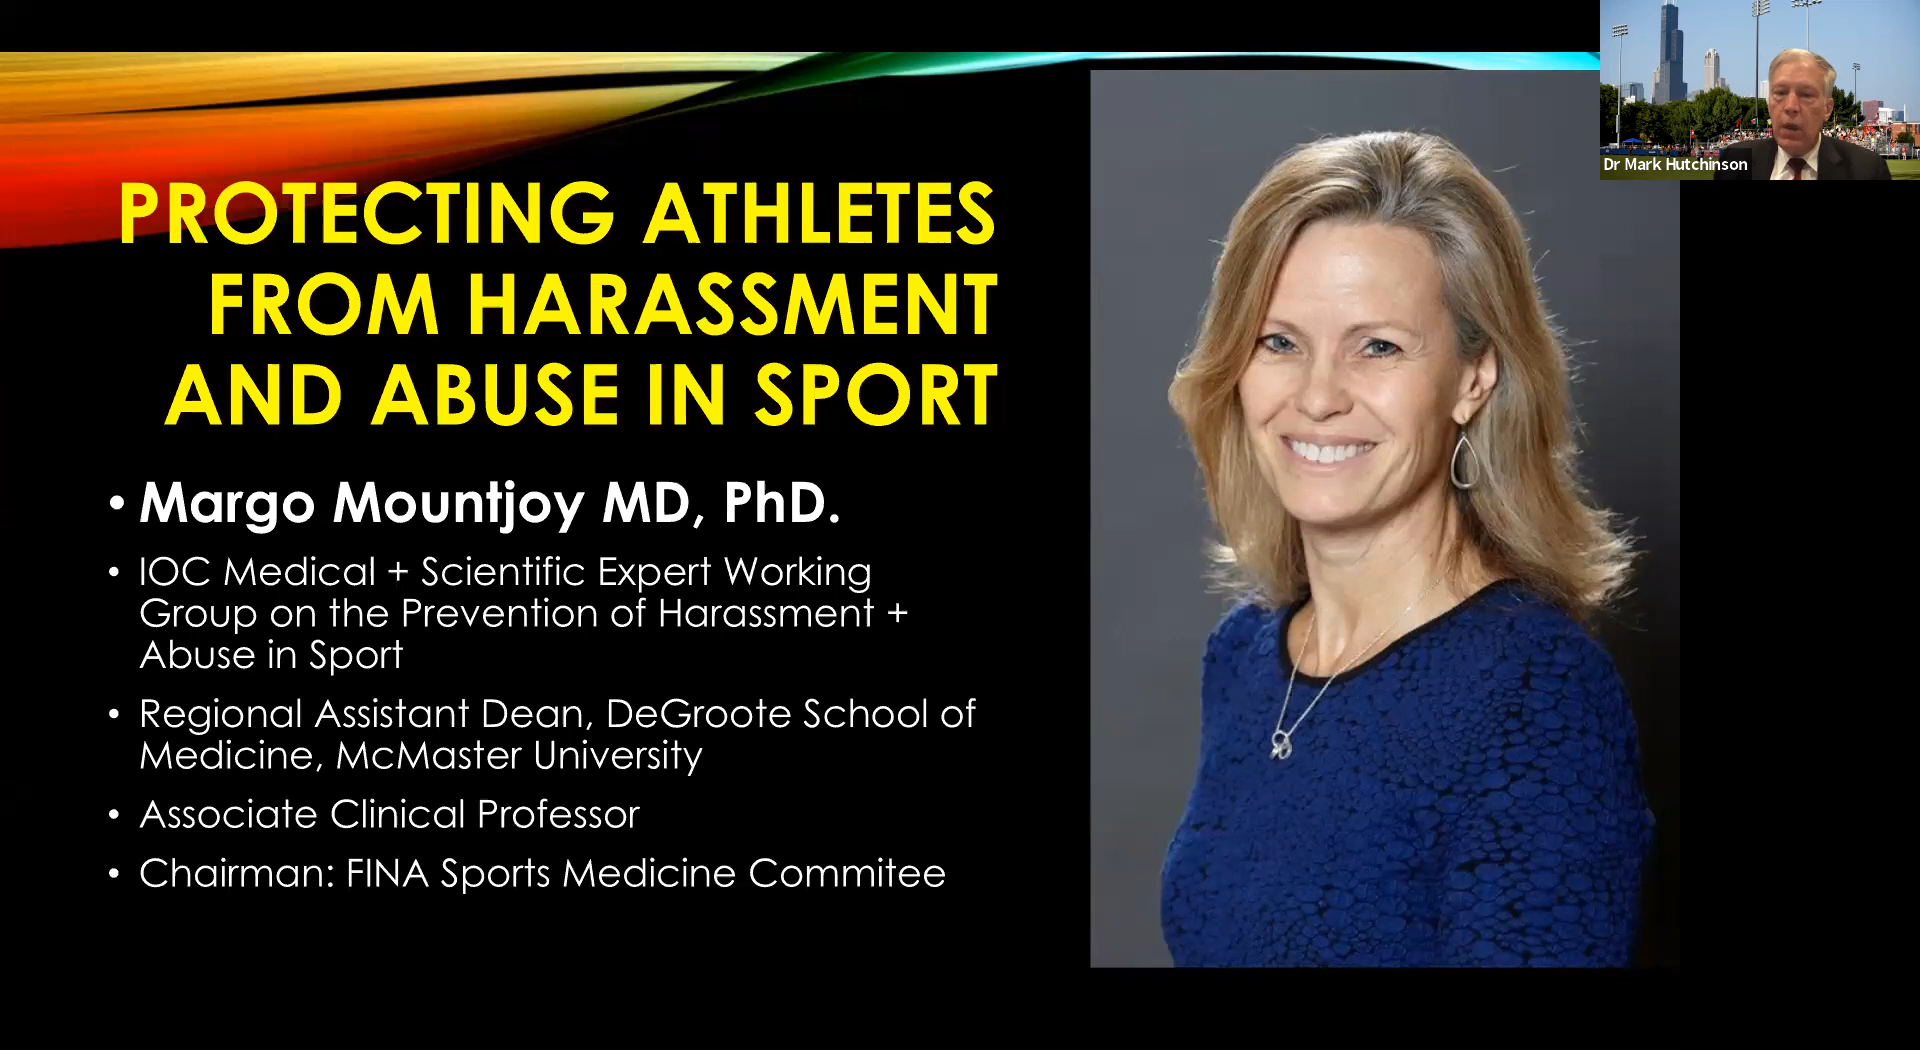 Dr Mark Hutchinson
PROTECTING ATHLETES
FROM HARASSMENT
AND ABUSE IN SPORT
• Margo Mountjoy MD, PhD.
• IOC Medical + Scientific Expert Working
Group on the Prevention of Harassment +
Abuse in Sport
• Regional Assistant Dean, DeGroote School of
Medicine, McMaster University
• Associate Clinical Professor
• Chairman: FINA Sports Medicine Commitee